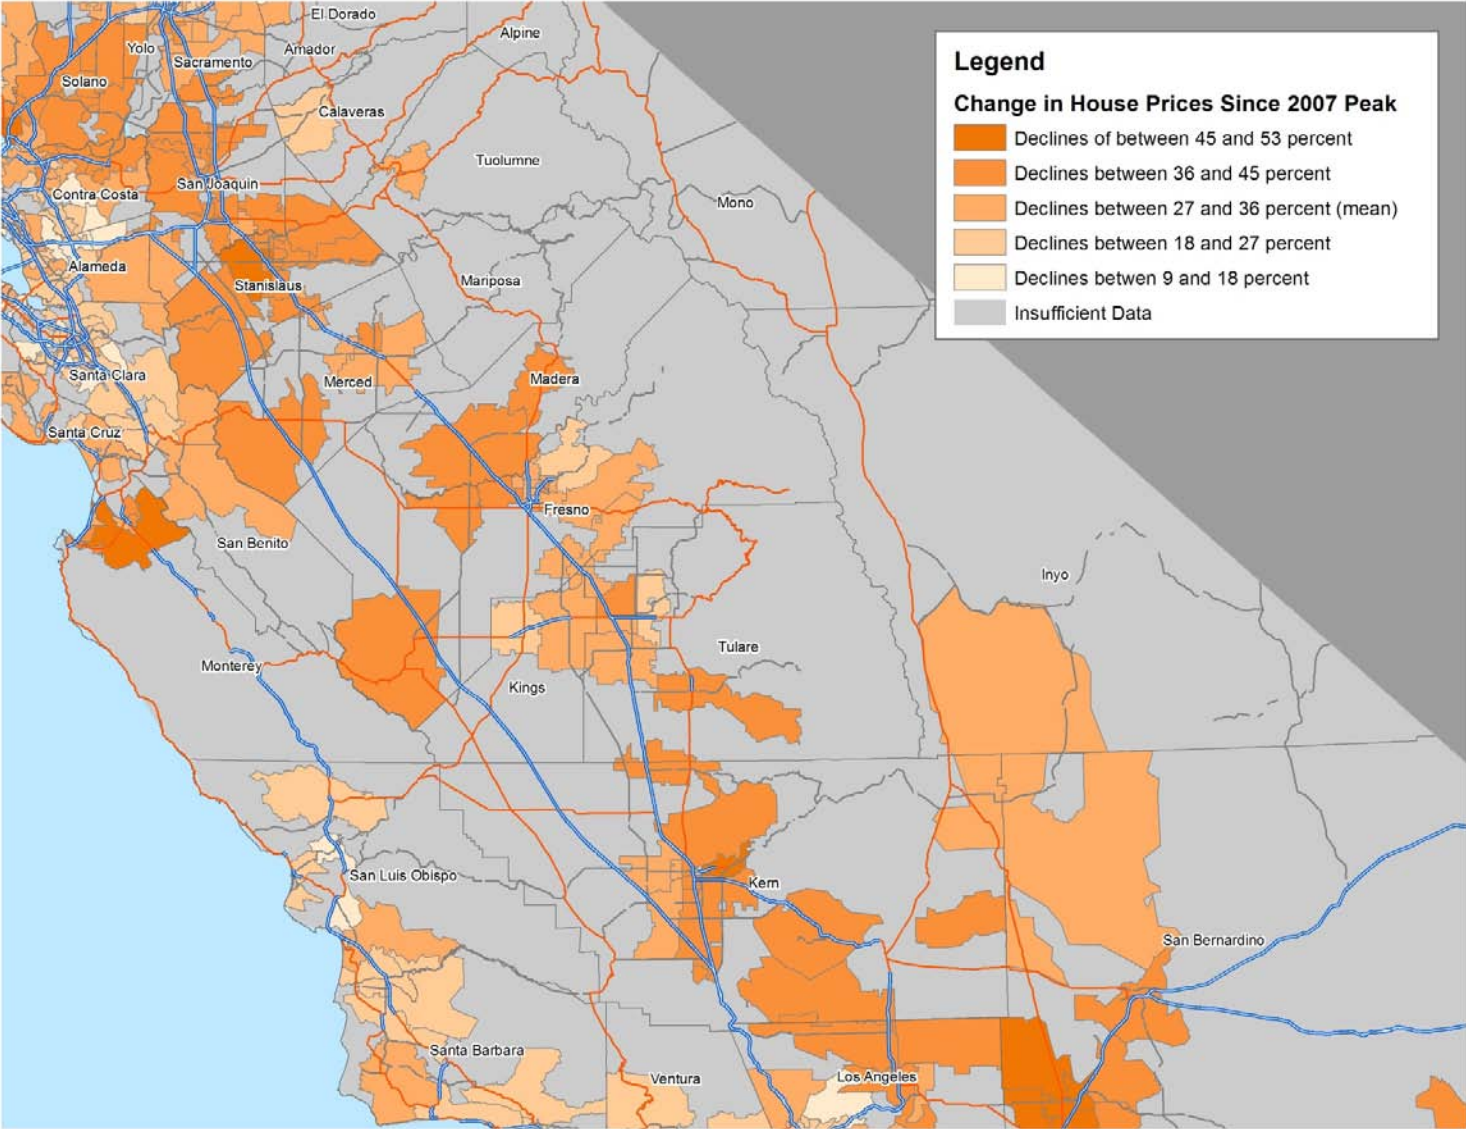 El Dorado
Alpine
Yolo
Amador
Sacramento
Solano
Calaveras
Tuolumne
San Joaquin
Contra Costa
Mono
Alameda
Stanislaus
Mariposa
Santa Clara
Merced
Madera
Santa Cruz
Fresno
San Benito
Inyo
Tulare
Monterey
Kings
San Luis Obispo
Kern
San Bernardino
Santa Barbara
Ventura
Los Angeles
Legend
Change in House Prices Since 2007 Peak
Declines of between 45 and 53 percent
Declines between 36 and 45 percent
Declines between 27 and 36 percent (mean)
Declines between 18 and 27 percent
Declines betwen 9 and 18 percent
Insufficient Data